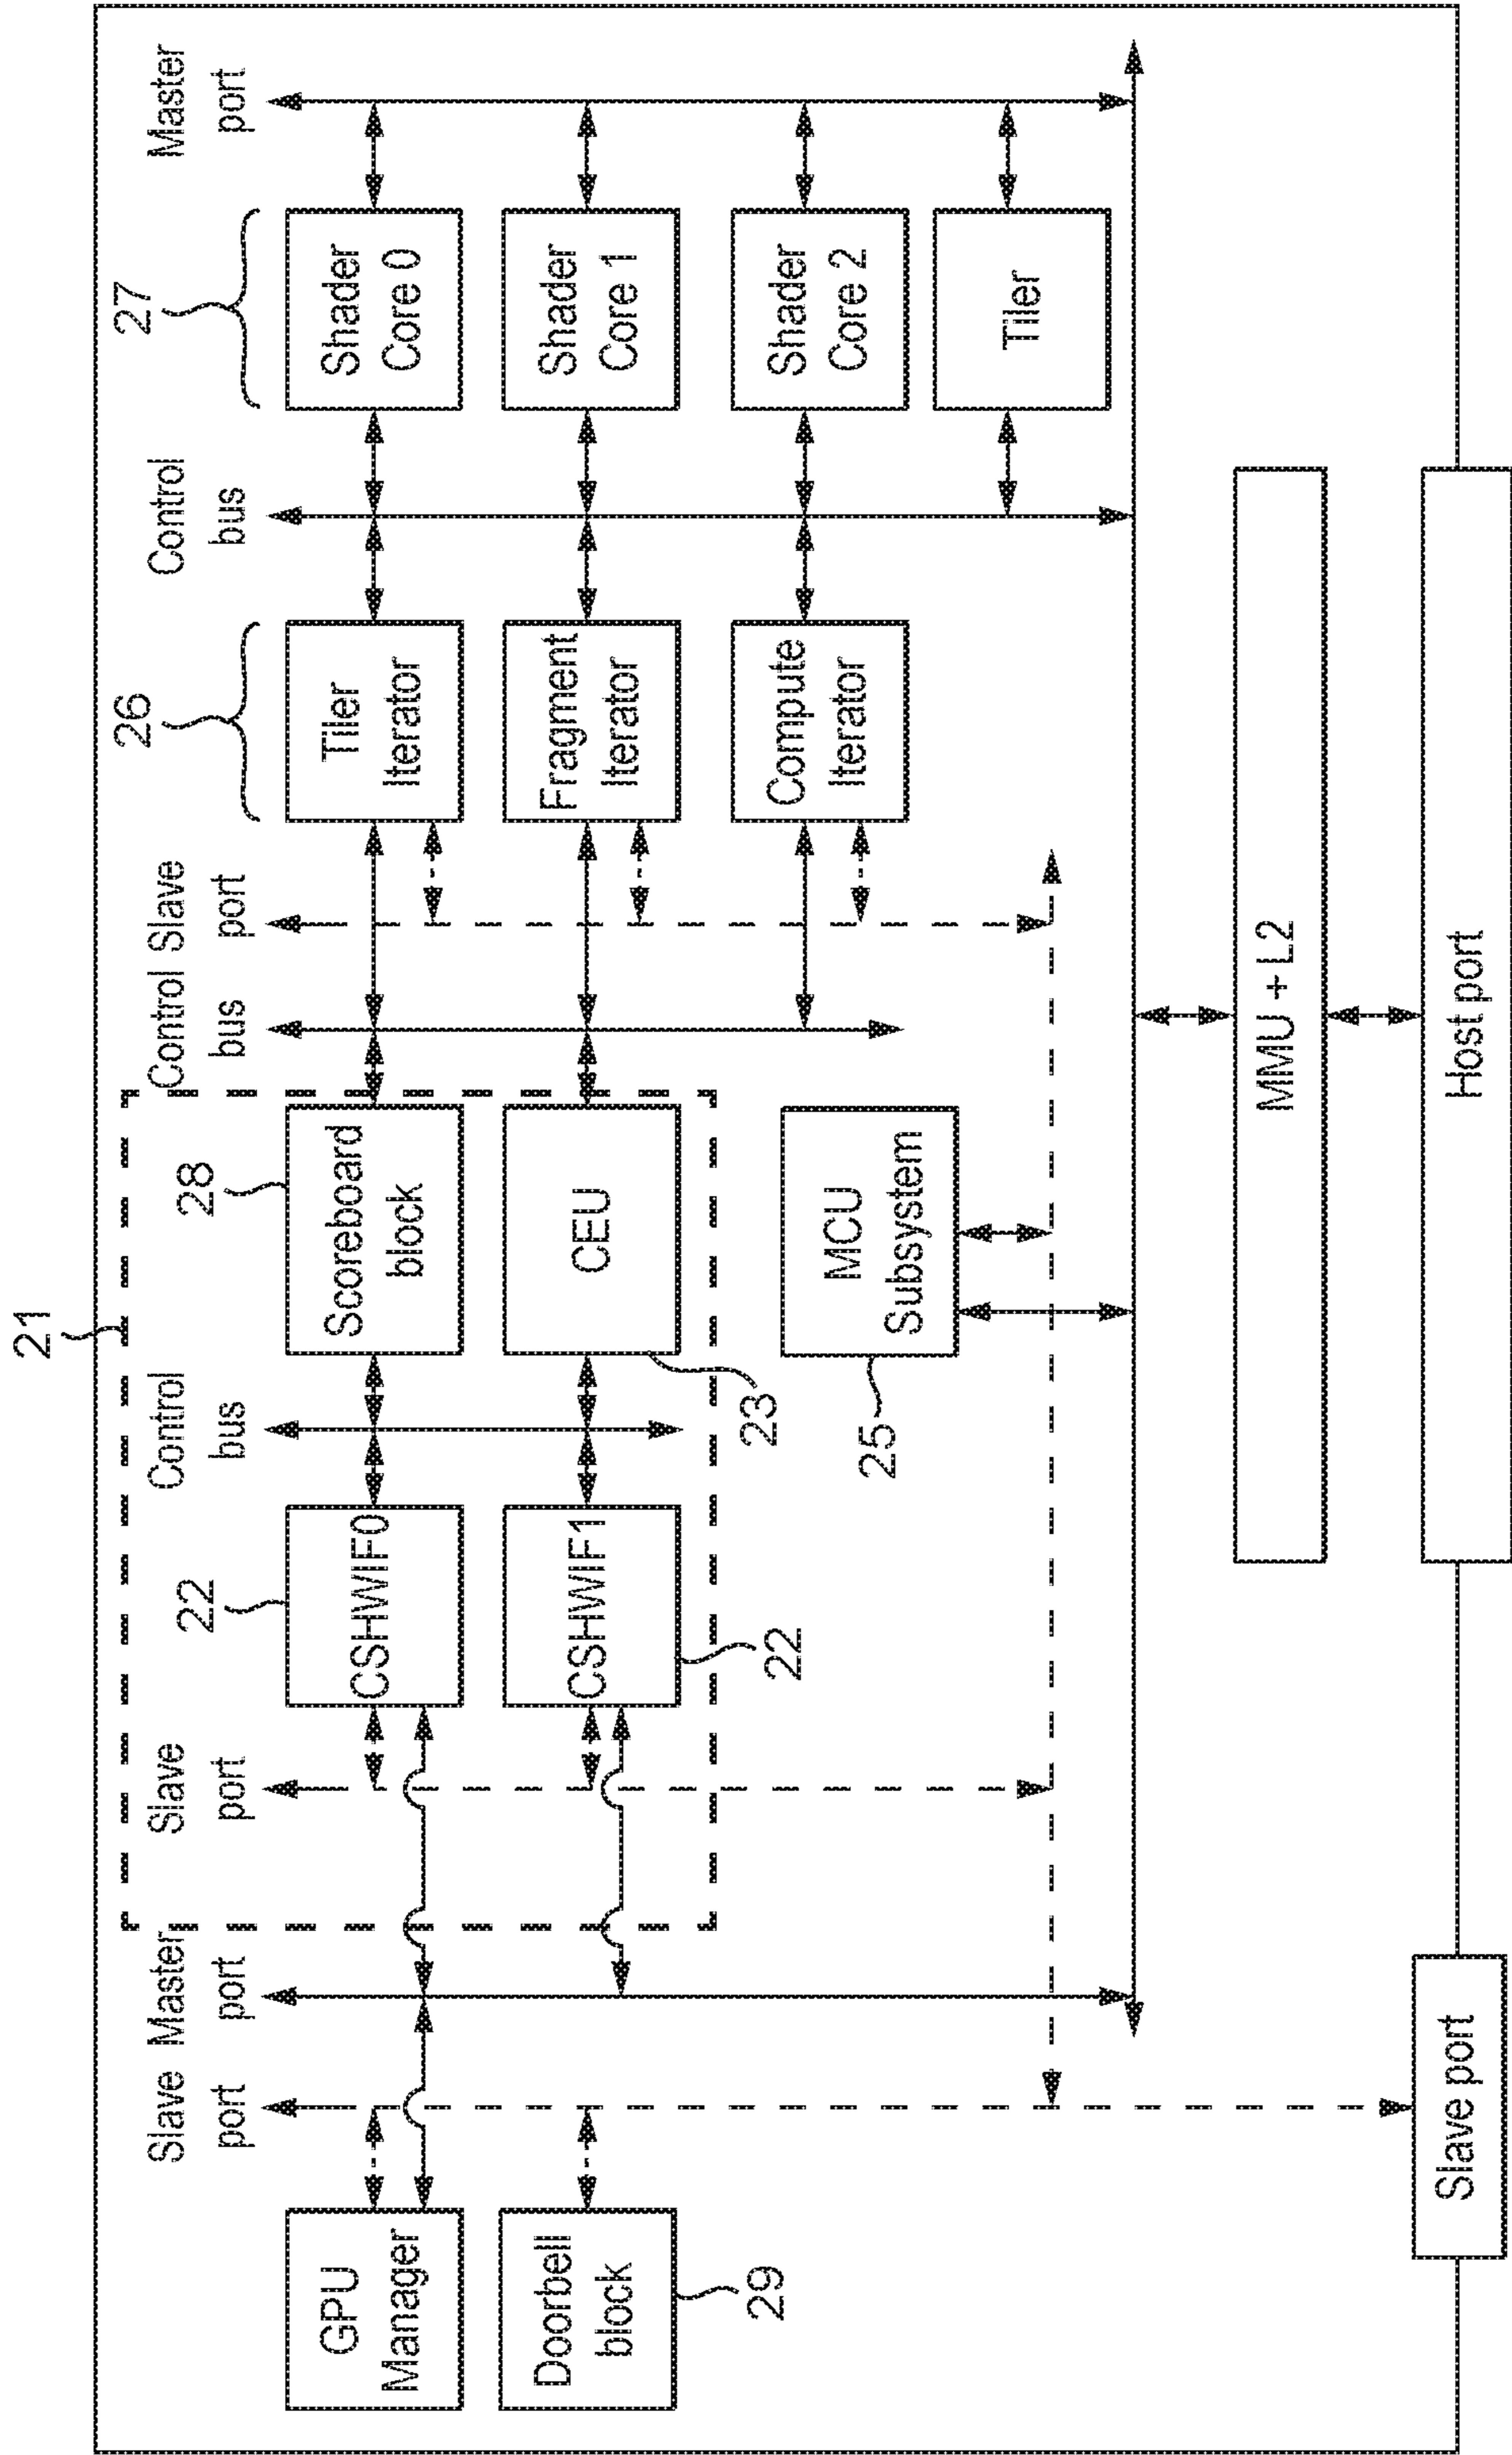 21
Slave
port
Master
port
Slave
port
Control
bus
Control
bus
Slave
port
Control
bus
Master
port
26
27
GPU
Manager
22
CSHWIF0
28
Scoreboard
block
Tiler
Iterator
Shader
Core 0
Doorbell
block
29
CSHWIF1
22
CEU
23
Fragment
Iterator
Shader
Core 1
25
MCU
Subsystem
Compute
Iterator
Shader
Core 2
Tiler
MMU + L2
Slave port
Host port